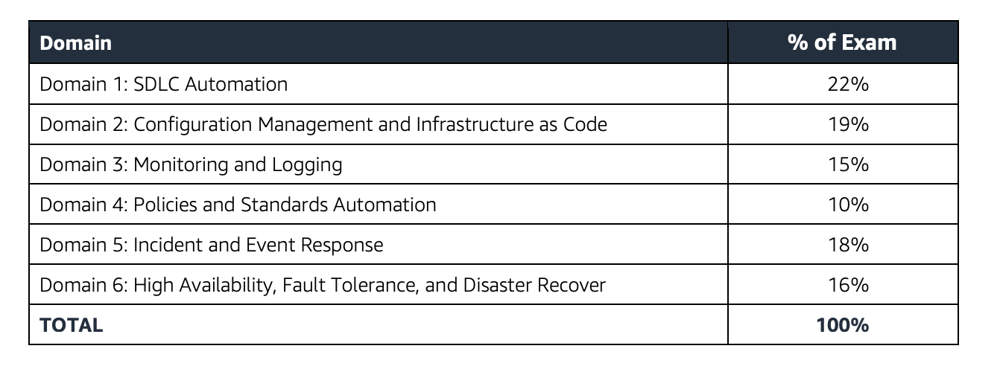 Domain % of Exam
Domain 1: SDLC Automation 22%
Domain 2: Configuration Management and Infrastructure as Code 19%
Domain 3: Monitoring and Logging 15%
Domain 4: Policies and Standards Automation 10%
Domain 5: Incident and Event Response 18%
Domain 6: High Availability, Fault Tolerance, and Disaster Recover 16%
TOTAL 100%